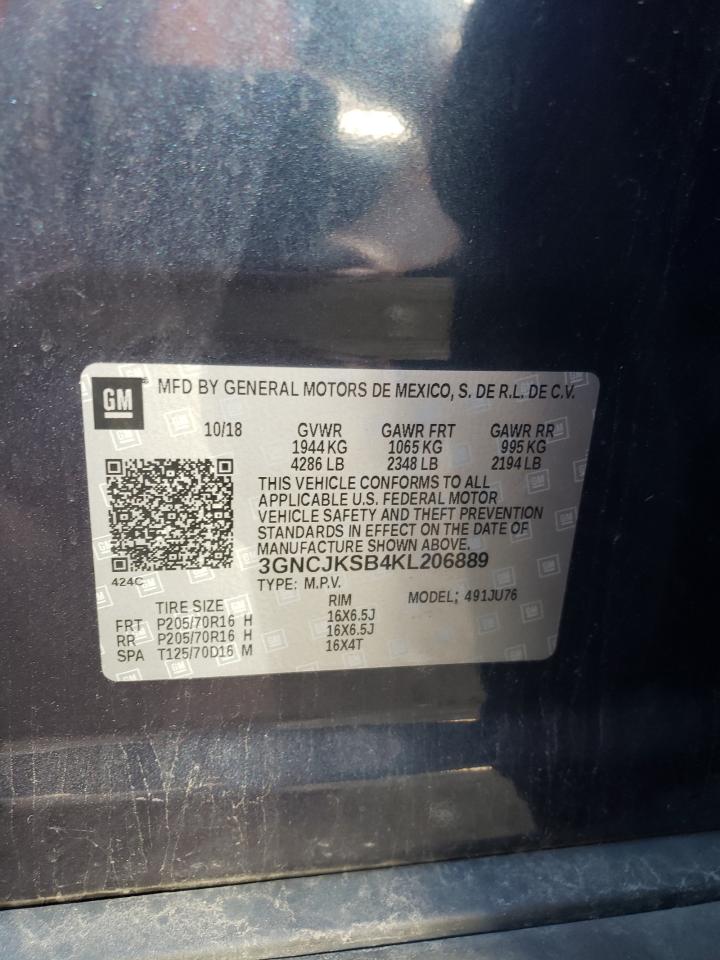 GM MFD BY GENERAL MOTORS DE MEXICO, S. DE R.L. DE C.V.
10/18 GVWR GAWR FRT GAWR RR
1944 KG 1065 KG 995 KG
4286 LB 2348 LB 2194 LB
THIS VEHICLE CONFORMS TO ALL
APPLICABLE U.S. FEDERAL MOTOR
VEHICLE SAFETY AND THEFT PREVENTION
STANDARDS IN EFFECT ON THE DATE OF
MANUFACTURE SHOWN ABOVE.
3GNCJKSB4KL206889
424C TYPE: M.P.V.
TIRE SIZE RIM MODEL; 491JU76
FRT P205/70R16 H 16X6.5J
RR P205/70R16 H 16X6.5J
SPA T125/70D16 M 16X4T